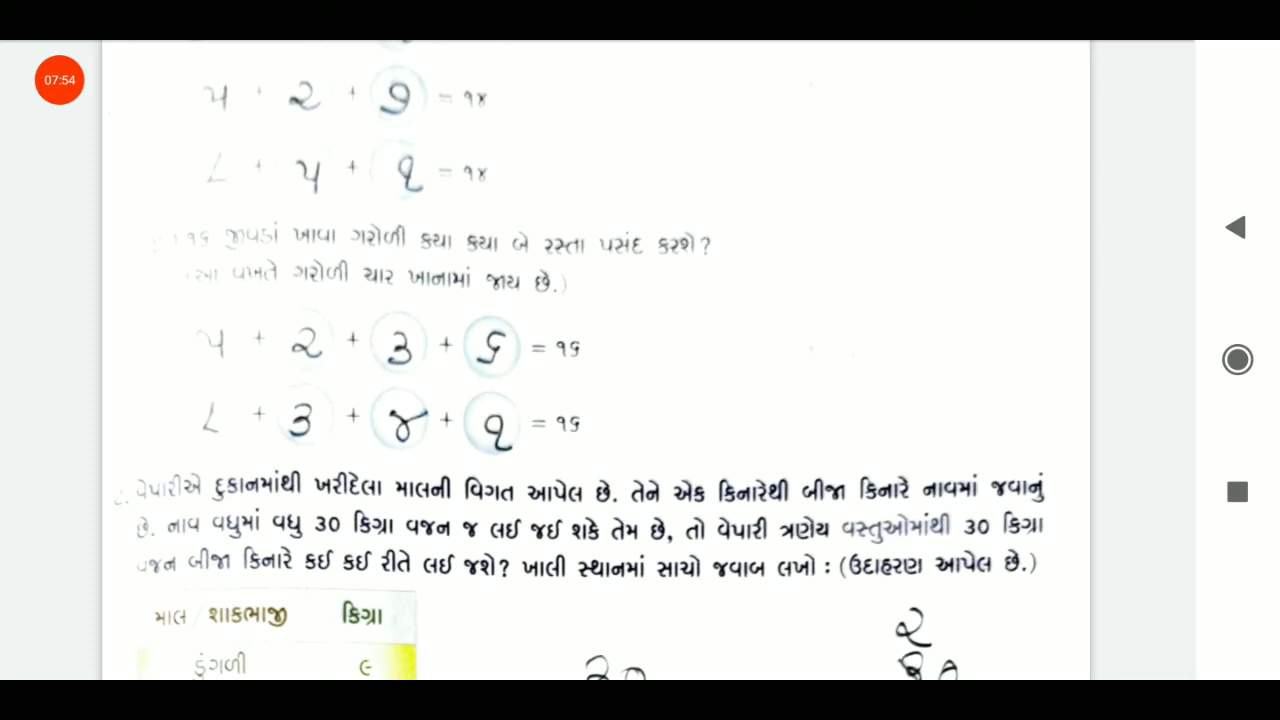 07:54
૫ + ૨ + ૭ = ૧૪
૮ + ૫ + ૧ = ૧૪
૧૬ જીવડાં ખાવા ગરોળી કયા કયા બે રસ્તા પસંદ કરશે?
(આ વખતે ગરોળી ચાર ખાનામાં જાય છે.)
૫ + ૨ + ૩ + ૬ = ૧૬
૮ + ૩ + ૪ + ૧ = ૧૬
૮. વેપારીએ દુકાનમાંથી ખરીદેલા માલની વિગત આપેલ છે. તેને એક કિનારેથી બીજા કિનારે નાવમાં જવાનું
છે. નાવ વધુમાં વધુ 30 કિગ્રા વજન જ લઈ જઈ શકે તેમ છે, તો વેપારી ત્રણેય વસ્તુઓમાંથી 30 કિગ્રા
વજન બીજા કિનારે કઈ કઈ રીતે લઈ જશે? ખાલી સ્થાનમાં સાચો જવાબ લખો : (ઉદાહરણ આપેલ છે.)
માલ / શાકભાજી કિગ્રા
૨
ડુંગળી ૯